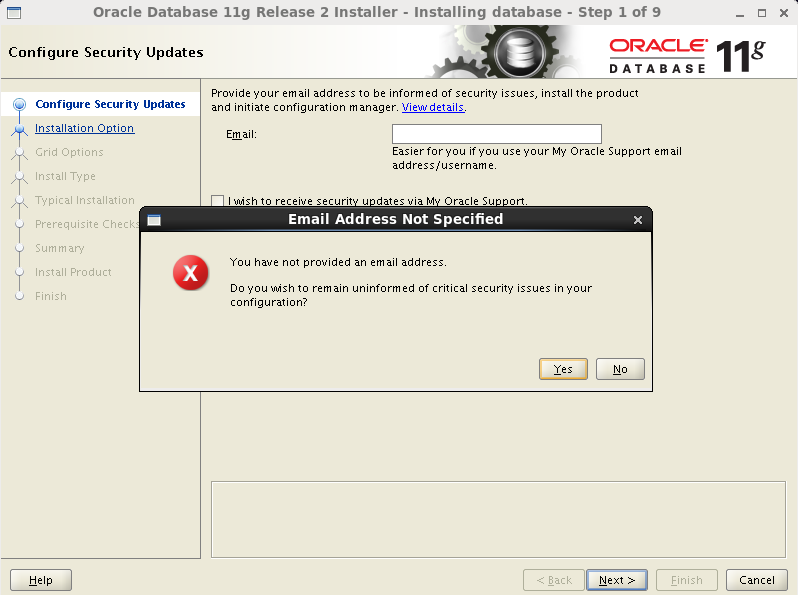 Oracle Database 11g Release 2 Installer - Installing database - Step 1 of 9
Configure Security Updates
ORACLE
DATABASE
11g
Configure Security Updates
Installation Option
Grid Options
Install Type
Typical Installation
Prerequisite Checks
Summary
Install Product
Finish
Provide your email address to be informed of security issues, install the product
and initiate configuration manager. View details.
Email:
Easier for you if you use your My Oracle Support email
address/username.
I wish to receive security updates via My Oracle Support.
Email Address Not Specified
You have not provided an email address.
Do you wish to remain uninformed of critical security issues in your
configuration?
Yes
No
Help
< Back
Next >
Finish
Cancel